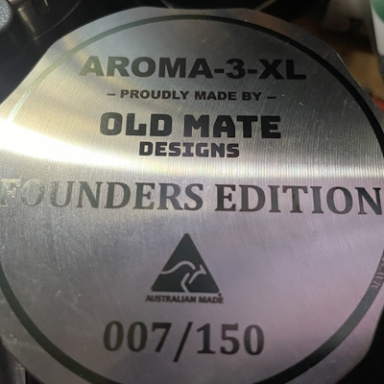 AROMA-3-XL
– PROUDLY MADE BY –
OLD MATE
DESIGNS
FOUNDERS EDITION
AUSTRALIAN MADE
007/150